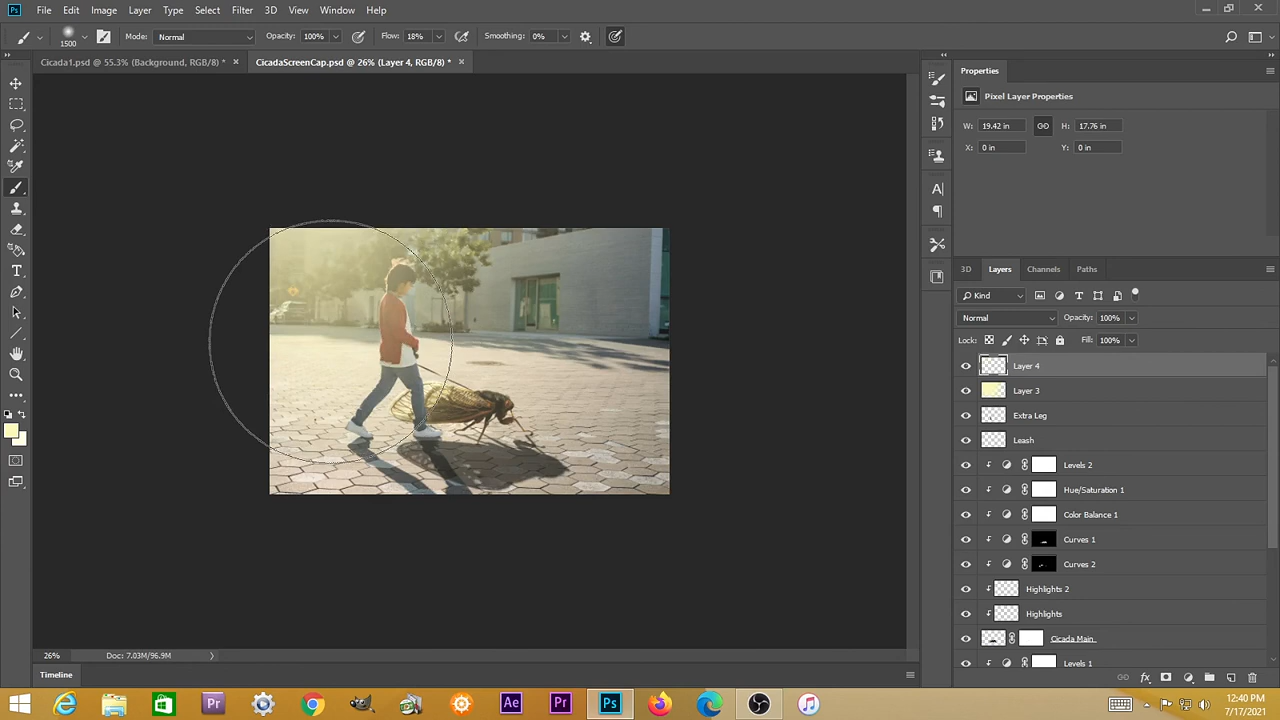 Ps File Edit Image Layer Type Select Filter 3D View Window Help
1500 Mode: Normal Opacity: 100% Flow: 18% Smoothing: 0%
Cicada1.psd @ 55.3% (Background, RGB/8) * × CicadaScreenCap.psd @ 26% (Layer 4, RGB/8) * ×
Properties
Pixel Layer Properties
W: 19.42 in H: 17.76 in
X: 0 in Y: 0 in
3D Layers Channels Paths
Kind
Normal Opacity: 100%
Lock: Fill: 100%
Layer 4
Layer 3
Extra Leg
Leash
Levels 2
Hue/Saturation 1
Color Balance 1
Curves 1
Curves 2
Highlights 2
Highlights
Cicada Main
Levels 1
26% Doc: 7.03M/96.9M
Timeline
fx
Pr Ae Pr Ps
12:40 PM
7/17/2021